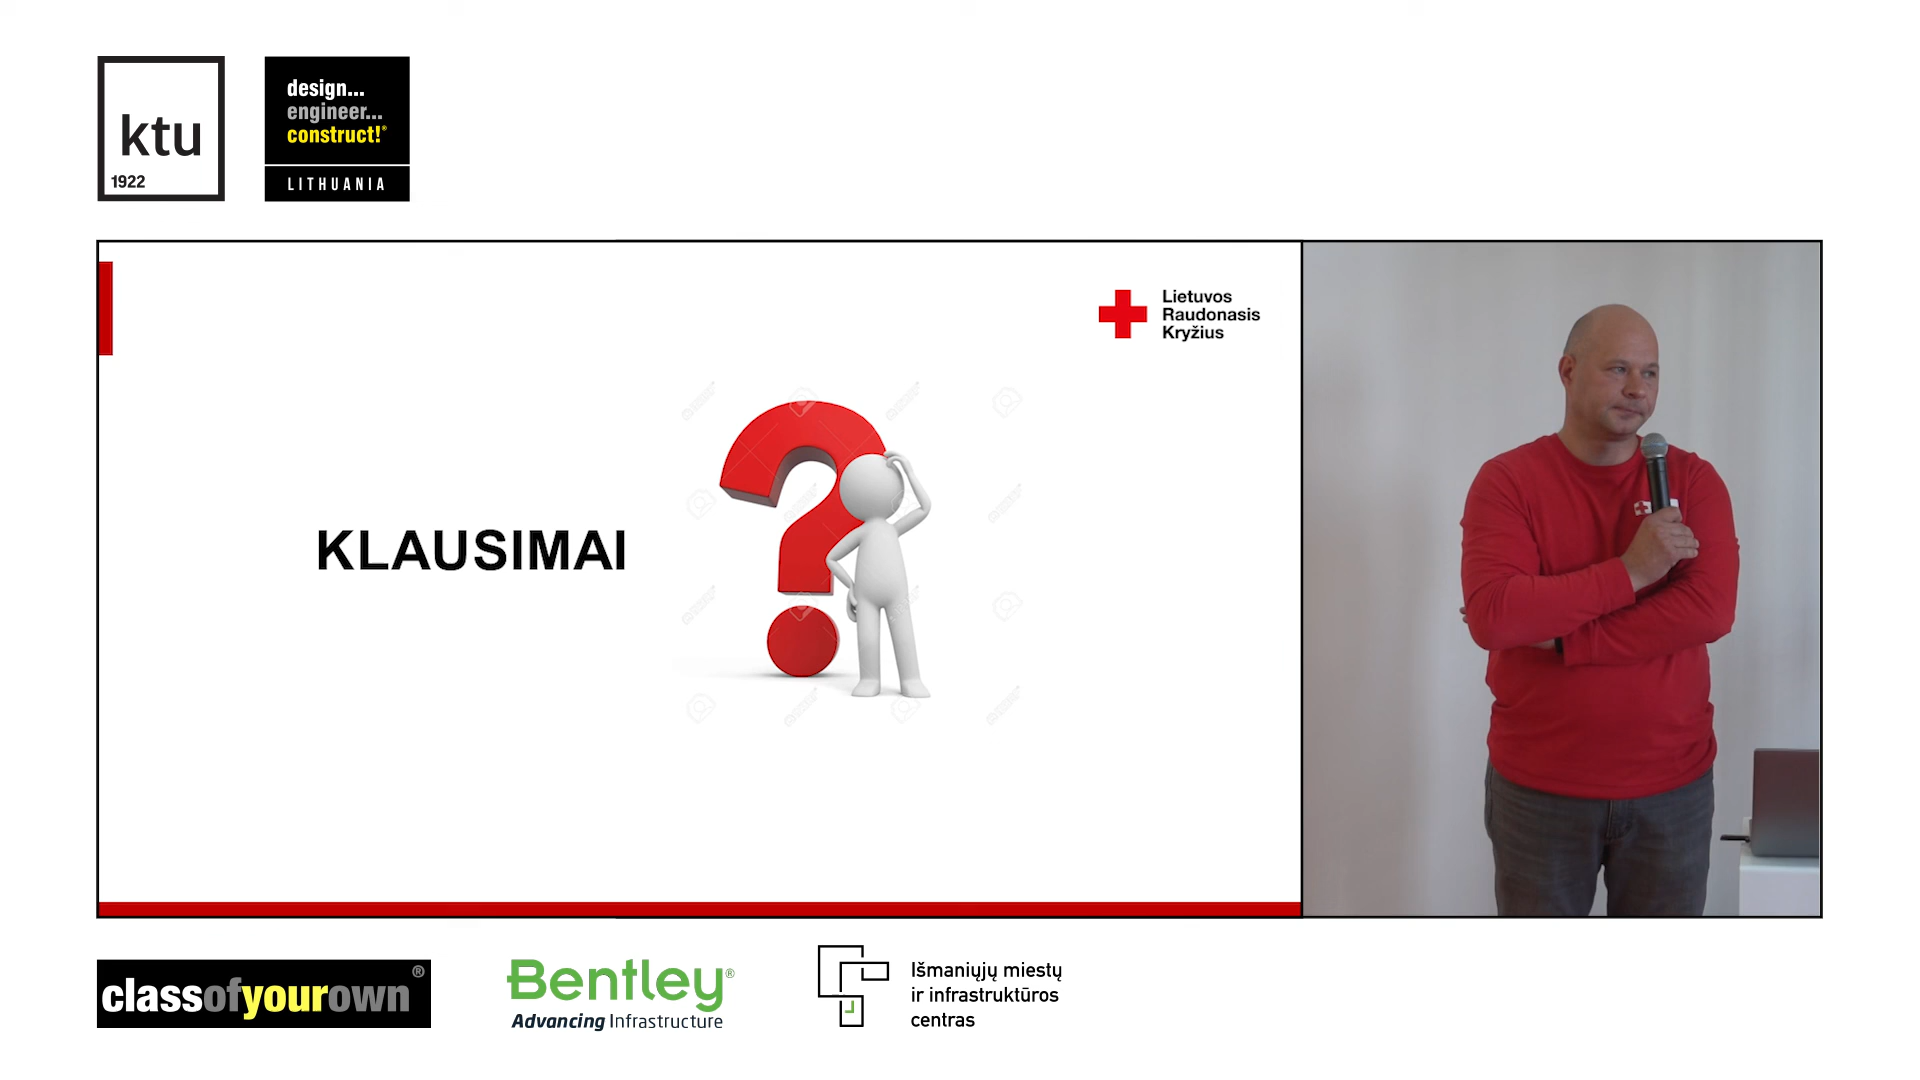 ktu
1922
design...
engineer...
construct!®
LITHUANIA
Lietuvos
Raudonasis
Kryžius
KLAUSIMAI
classofyourown®
Bentley®
Advancing Infrastructure
Išmaniųjų miestų
ir infrastruktūros
centras